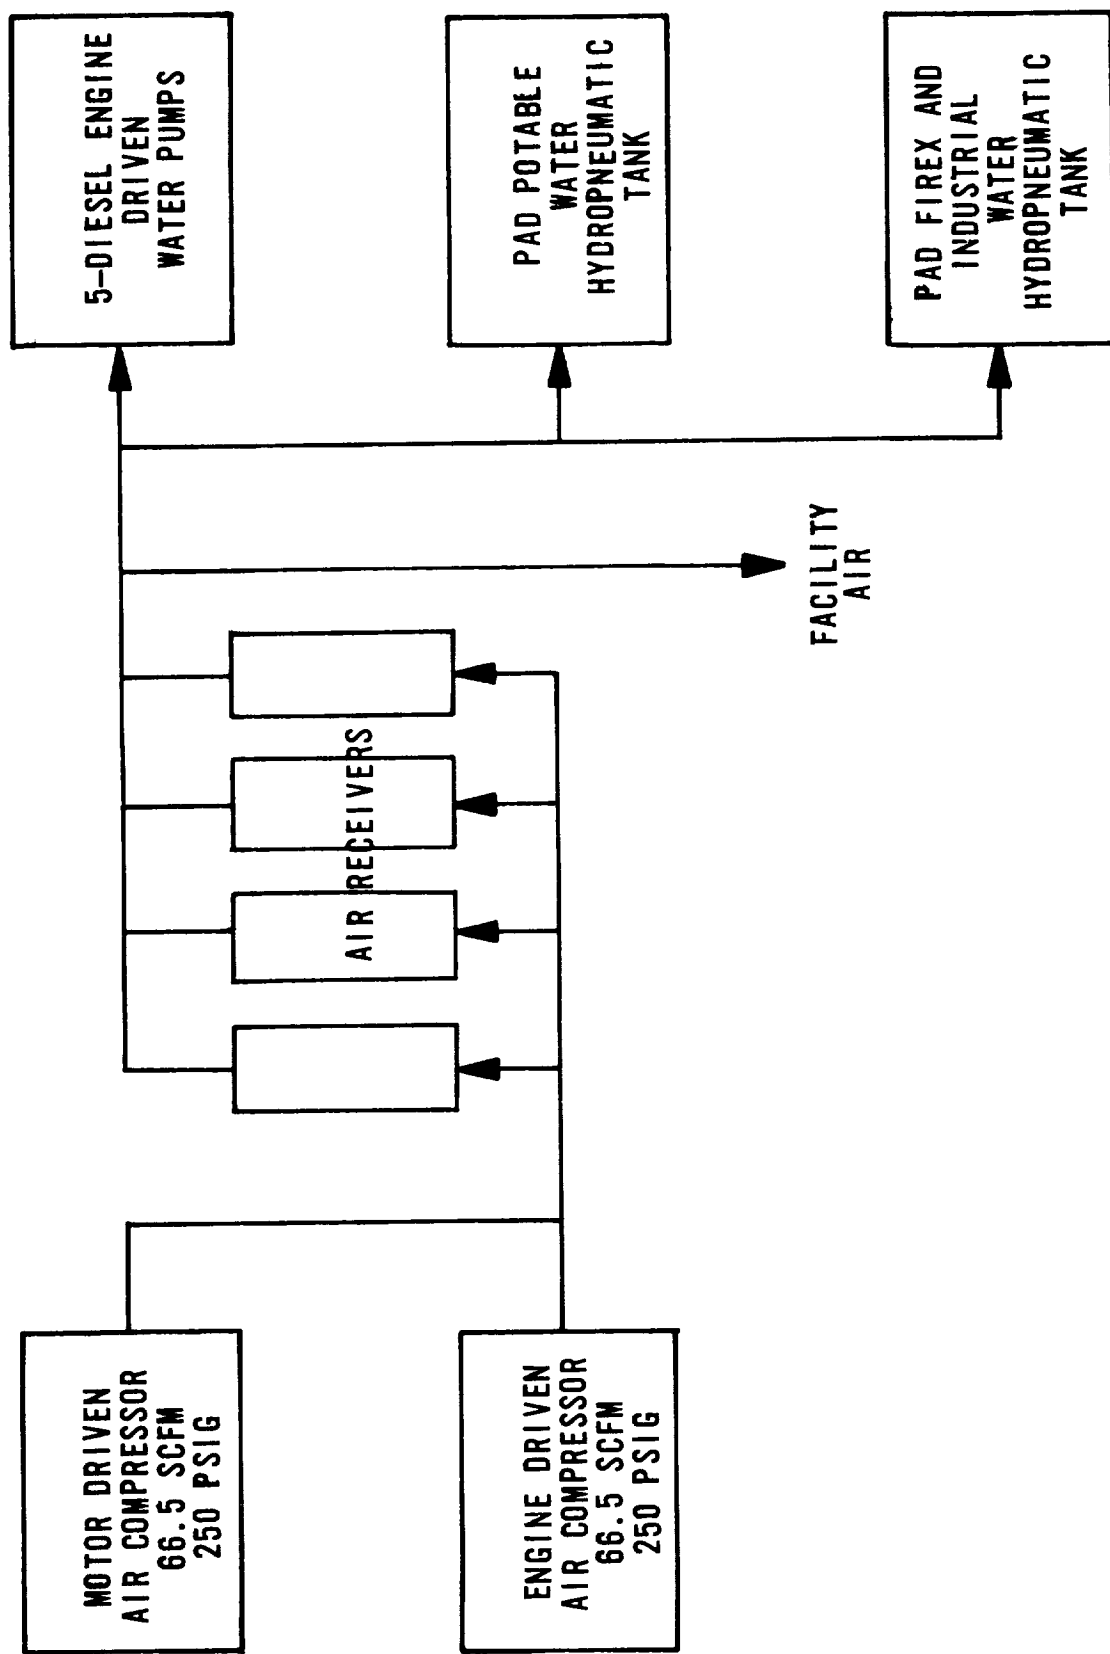 MOTOR DRIVEN
AIR COMPRESSOR
66.5 SCFM
250 PSIG
ENGINE DRIVEN
AIR COMPRESSOR
66.5 SCFM
250 PSIG
AIR RECEIVERS
FACILITY
AIR
5-DIESEL ENGINE
DRIVEN
WATER PUMPS
PAD POTABLE
WATER
HYDROPNEUMATIC
TANK
PAD FIREX AND
INDUSTRIAL
WATER
HYDROPNEUMATIC
TANK